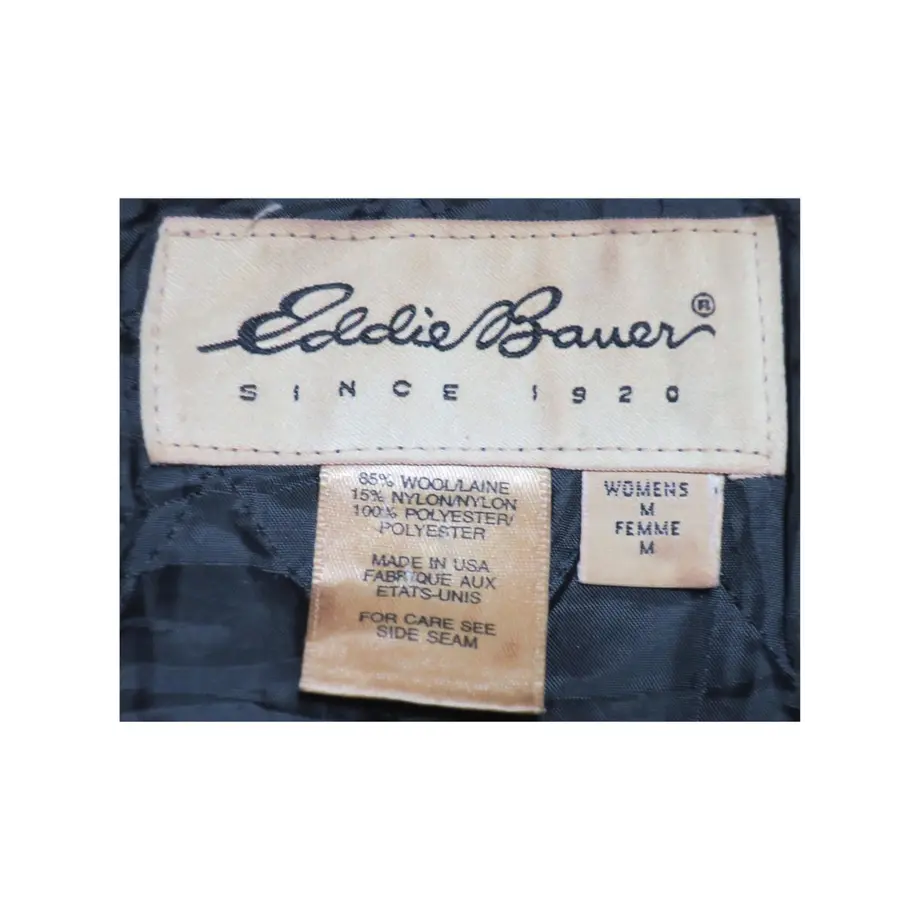 Eddie Bauer®
SINCE 1920
85% WOOL/LAINE
15% NYLON/NYLON
100% POLYESTER/
POLYESTER
MADE IN USA
FABRIQUE AUX
ETATS-UNIS
FOR CARE SEE
SIDE SEAM
WOMENS
M
FEMME
M